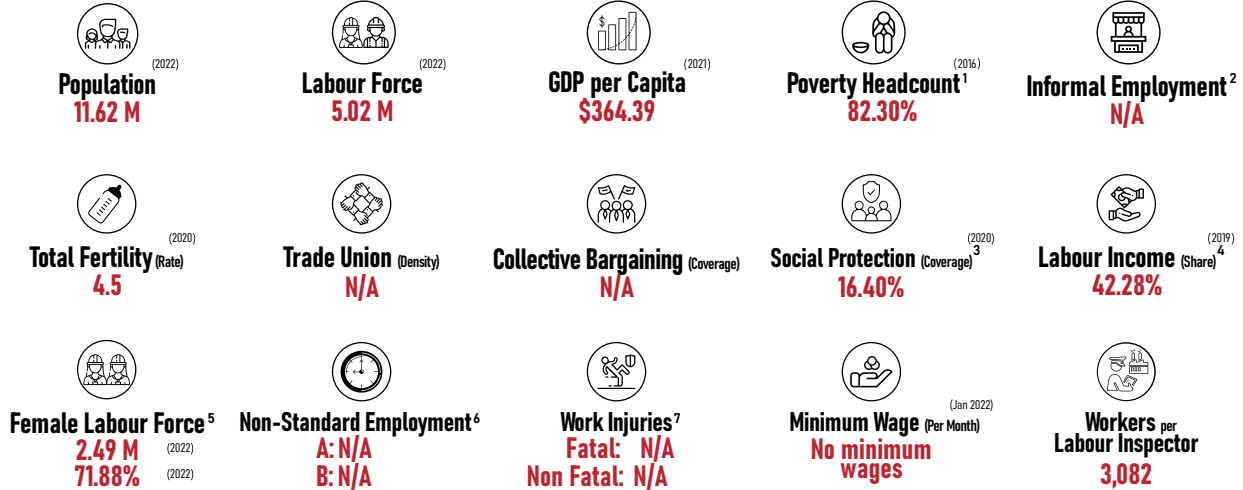 (2022)
Population
11.62 M
(2022)
Labour Force
5.02 M
$
(2021)
GDP per Capita
$364.39
(2016)
Poverty Headcount 1
82.30%
Informal Employment 2
N/A
(2020)
Total Fertility (Rate)
4.5
Trade Union (Density)
N/A
Collective Bargaining (Coverage)
N/A
(2020)
Social Protection (Coverage) 3
16.40%
(2019)
Labour Income (Share) 4
42.28%
Female Labour Force 5
2.49 M (2022)
71.88% (2022)
Non-Standard Employment 6
A: N/A
B: N/A
Work Injuries 7
Fatal: N/A
Non Fatal: N/A
(Jan 2022)
Minimum Wage (Per Month)
No minimum
wages
Workers per
Labour Inspector
3,082